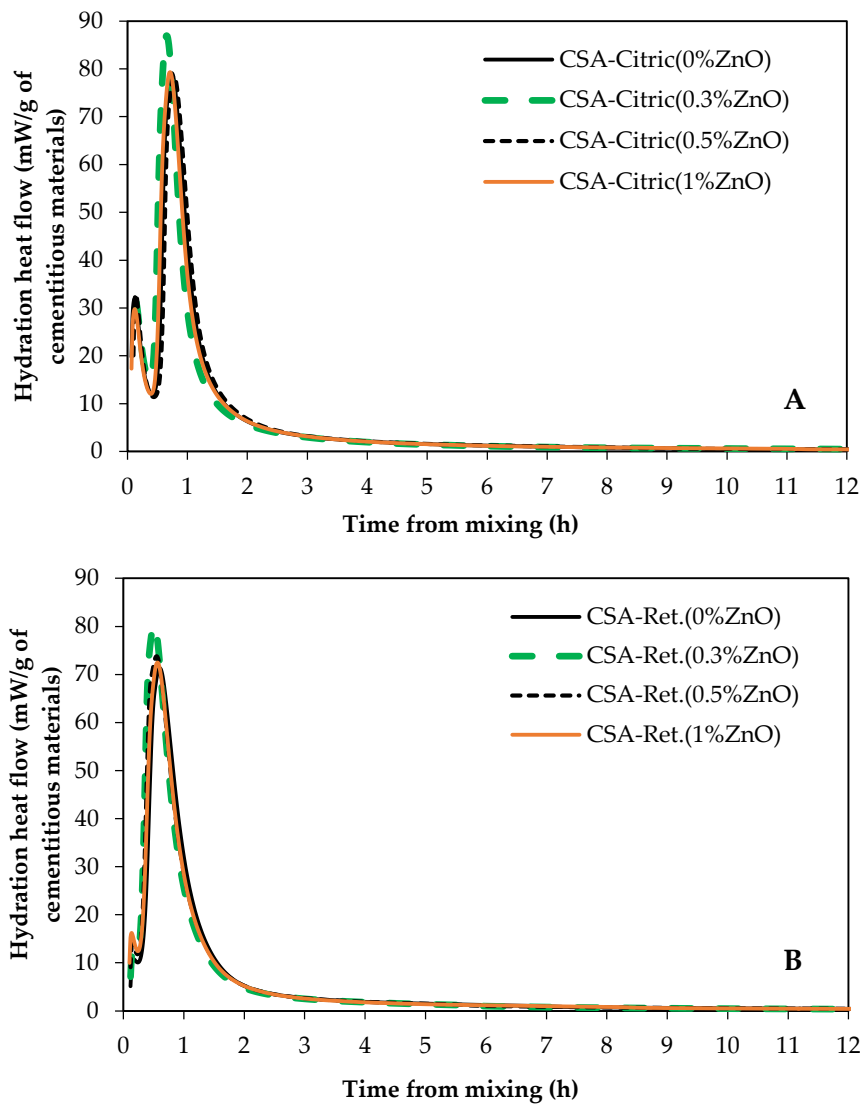 Hydration heat flow (mW/g of
cementitious materials)
90
80
70
60
50
40
30
20
10
0
CSA-Citric(0%ZnO)
CSA-Citric(0.3%ZnO)
CSA-Citric(0.5%ZnO)
CSA-Citric(1%ZnO)
A
0 1 2 3 4 5 6 7 8 9 10 11 12
Time from mixing (h)
Hydration heat flow (mW/g of
cementitious materials)
90
80
70
60
50
40
30
20
10
0
CSA-Ret.(0%ZnO)
CSA-Ret.(0.3%ZnO)
CSA-Ret.(0.5%ZnO)
CSA-Ret.(1%ZnO)
B
0 1 2 3 4 5 6 7 8 9 10 11 12
Time from mixing (h)